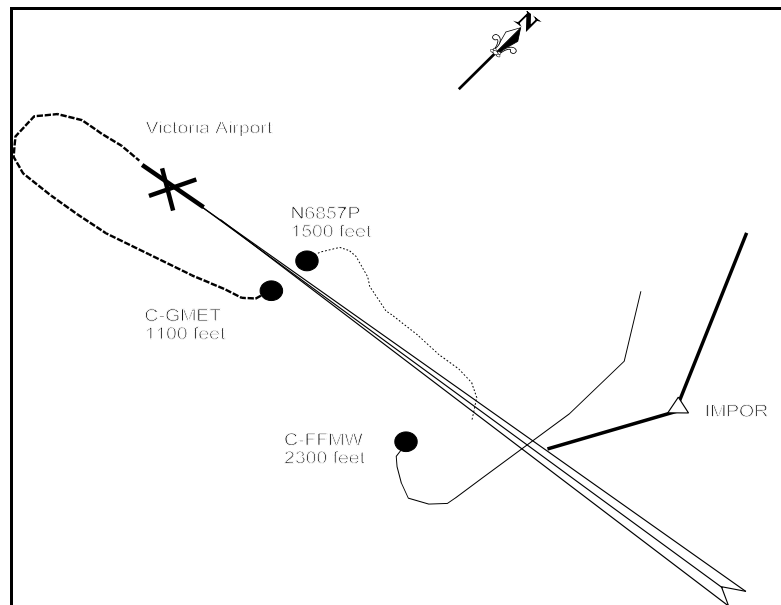 N
Victoria Airport
N6857P
1500 feet
C-GMET
1100 feet
IMPOR
C-FFMW
2300 feet